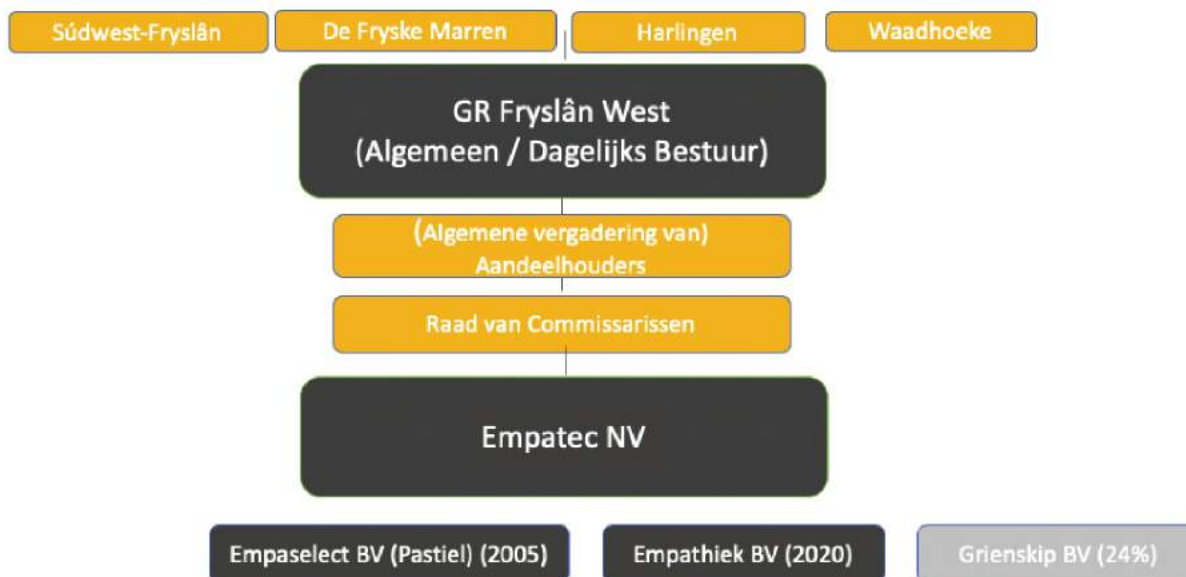 Súdwest-Fryslân
De Fryske Marren
Harlingen
Waadhoeke
GR Fryslân West
(Algemeen / Dagelijks Bestuur)
(Algemene vergadering van)
Aandeelhouders
Raad van Commissarissen
Empatec NV
Empaselect BV (Pastiel) (2005)
Empathiek BV (2020)
Grienskip BV (24%)